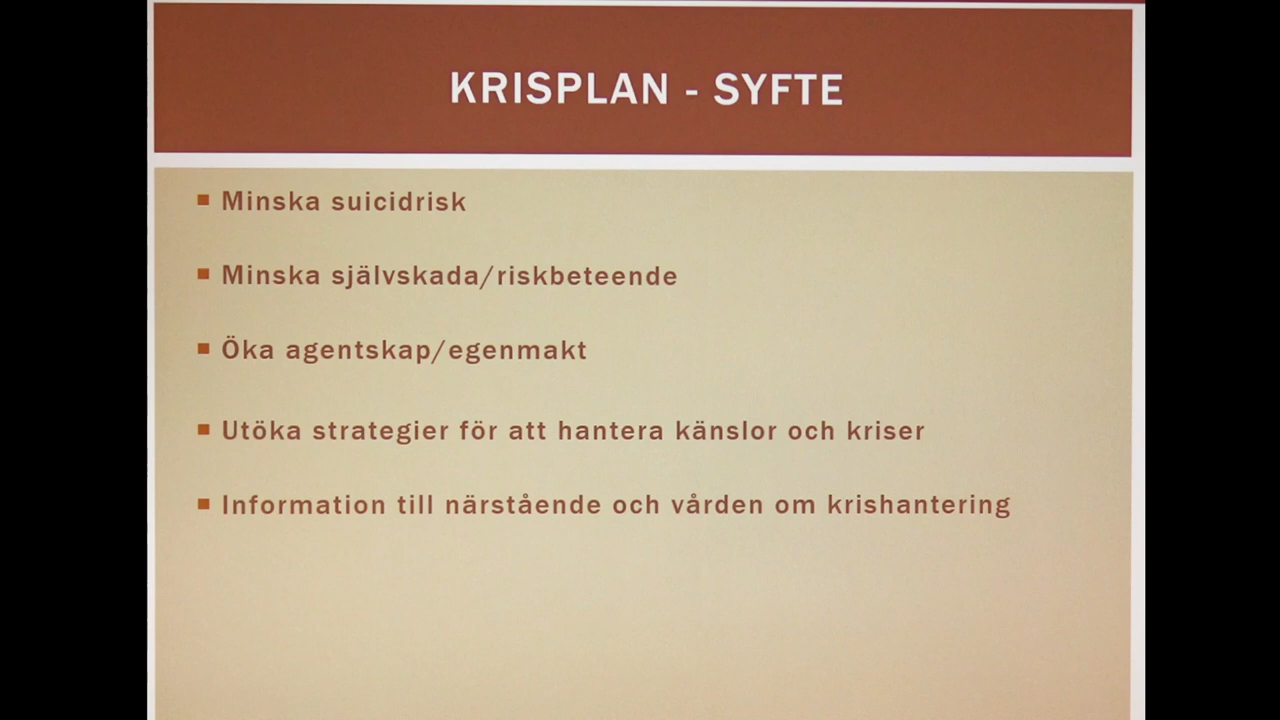 KRISPLAN - SYFTE
Minska suicidrisk
Minska självskada/riskbeteende
Öka agentskap/egenmakt
Utöka strategier för att hantera känslor och kriser
Information till närstående och vården om krishantering